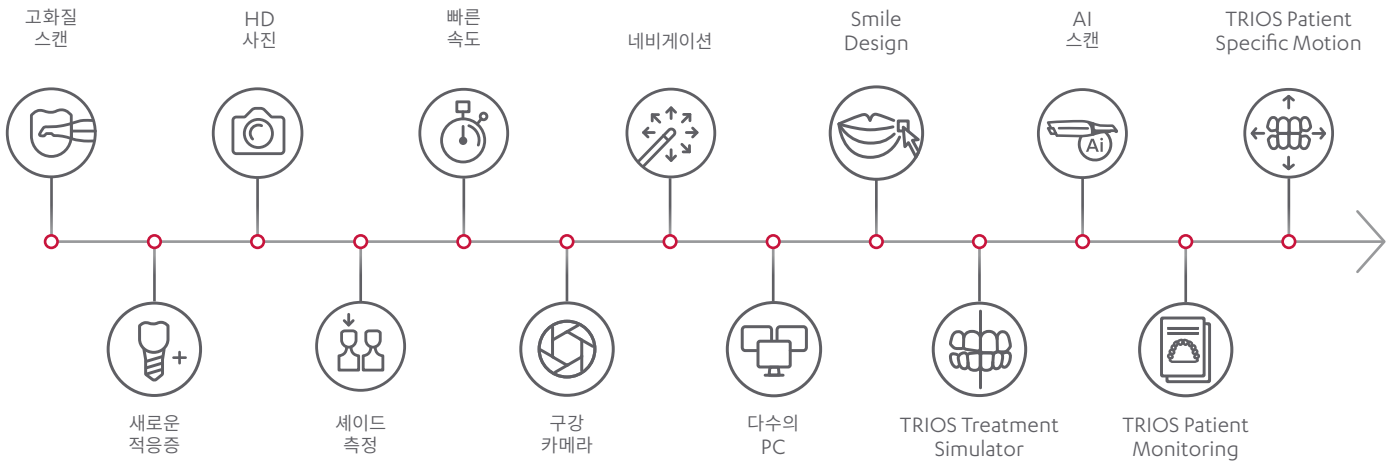 고화질
스캔
HD
사진
빠른
속도
네비게이션
Smile
Design
AI
스캔
TRIOS Patient
Specific Motion
Ai
새로운
적응증
셰이드
측정
구강
카메라
다수의
PC
TRIOS Treatment
Simulator
TRIOS Patient
Monitoring